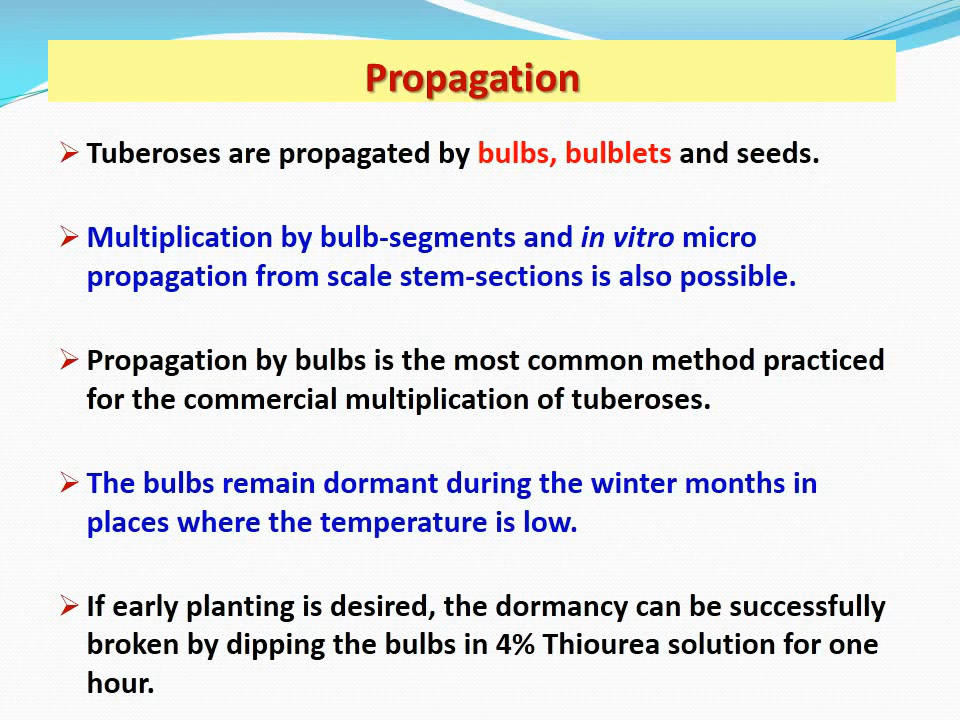 Propagation
➢ Tuberoses are propagated by bulbs, bulblets and seeds.
➢ Multiplication by bulb-segments and in vitro micro
propagation from scale stem-sections is also possible.
➢ Propagation by bulbs is the most common method practiced
for the commercial multiplication of tuberoses.
➢ The bulbs remain dormant during the winter months in
places where the temperature is low.
➢ If early planting is desired, the dormancy can be successfully
broken by dipping the bulbs in 4% Thiourea solution for one
hour.